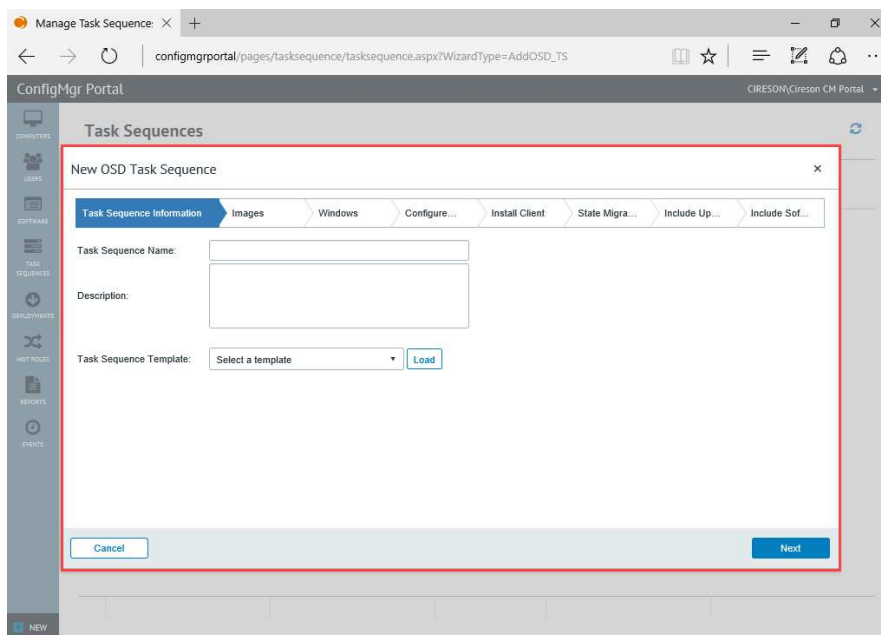 Manage Task Sequence:
configmgrportal/pages/tasksequence/tasksequence.aspx?WizardType=AddOSD_TS
ConfigMgr Portal
CIRESON\Cireson CM Portal
COMPUTERS
USERS
SOFTWARE
TASK
SEQUENCES
DEPLOYMENTS
MGT ROLES
REPORTS
EVENTS
NEW
Task Sequences
New OSD Task Sequence
Task Sequence Information
Images
Windows
Configure...
Install Client
State Migra...
Include Up...
Include Sof...
Task Sequence Name:
Description:
Task Sequence Template:
Select a template
Load
Cancel
Next